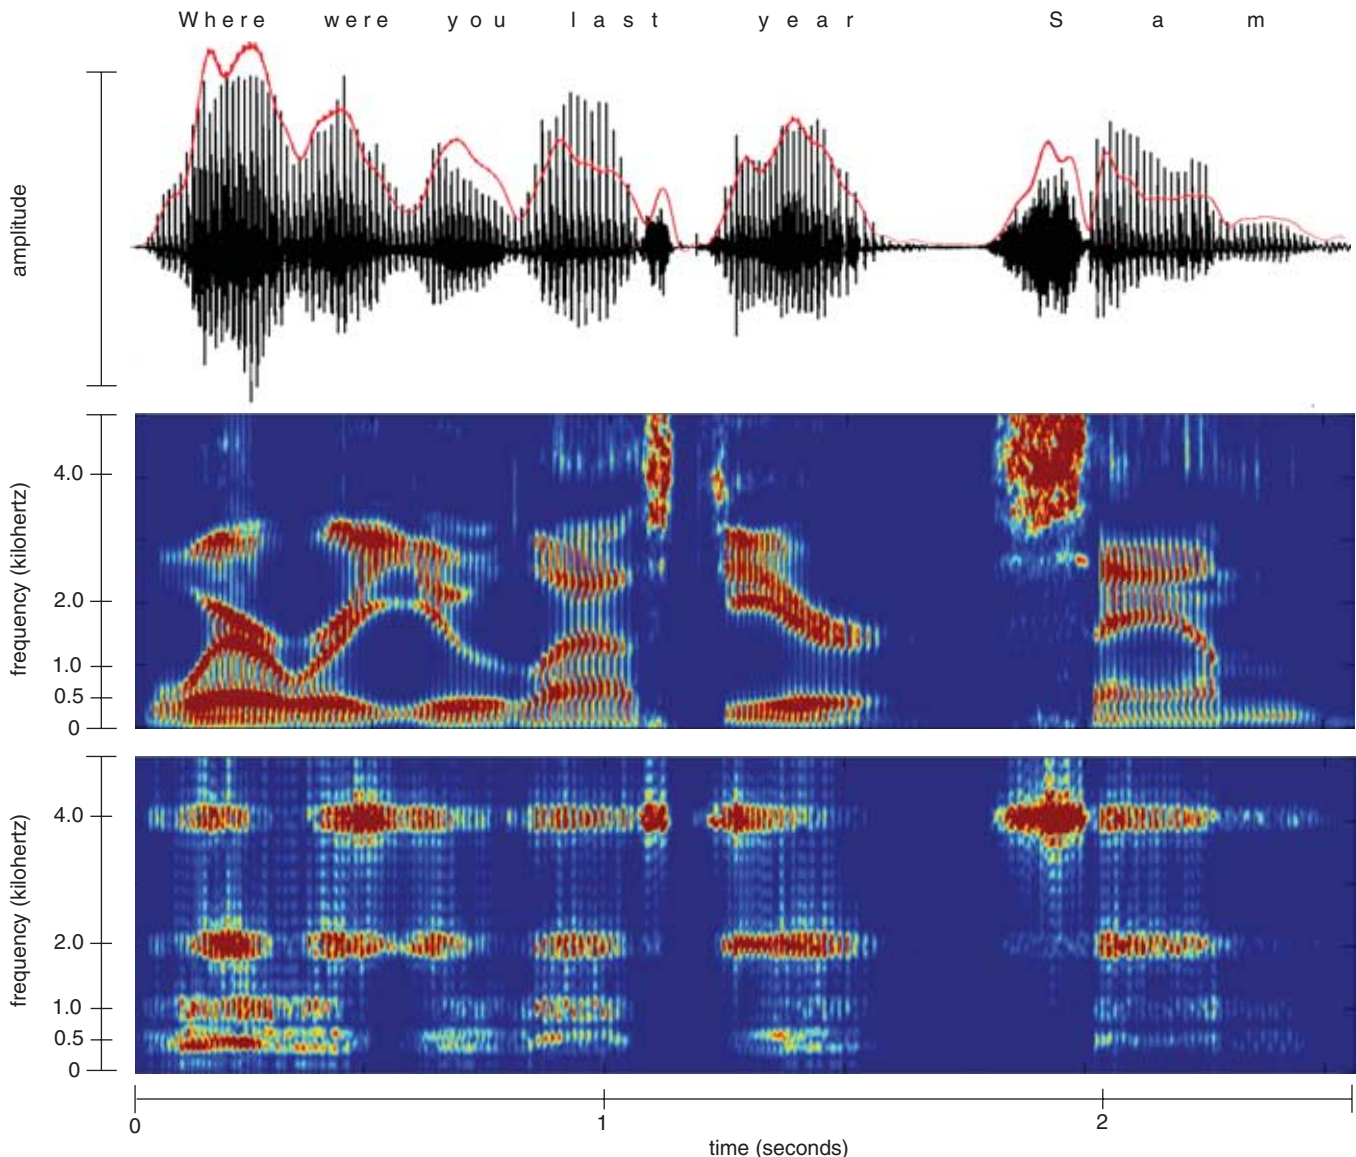 Where were you last year Sam
amplitude
frequency (kilohertz)
4.0
2.0
1.0
0.5
0
frequency (kilohertz)
4.0
2.0
1.0
0.5
0
0 1 2
time (seconds)